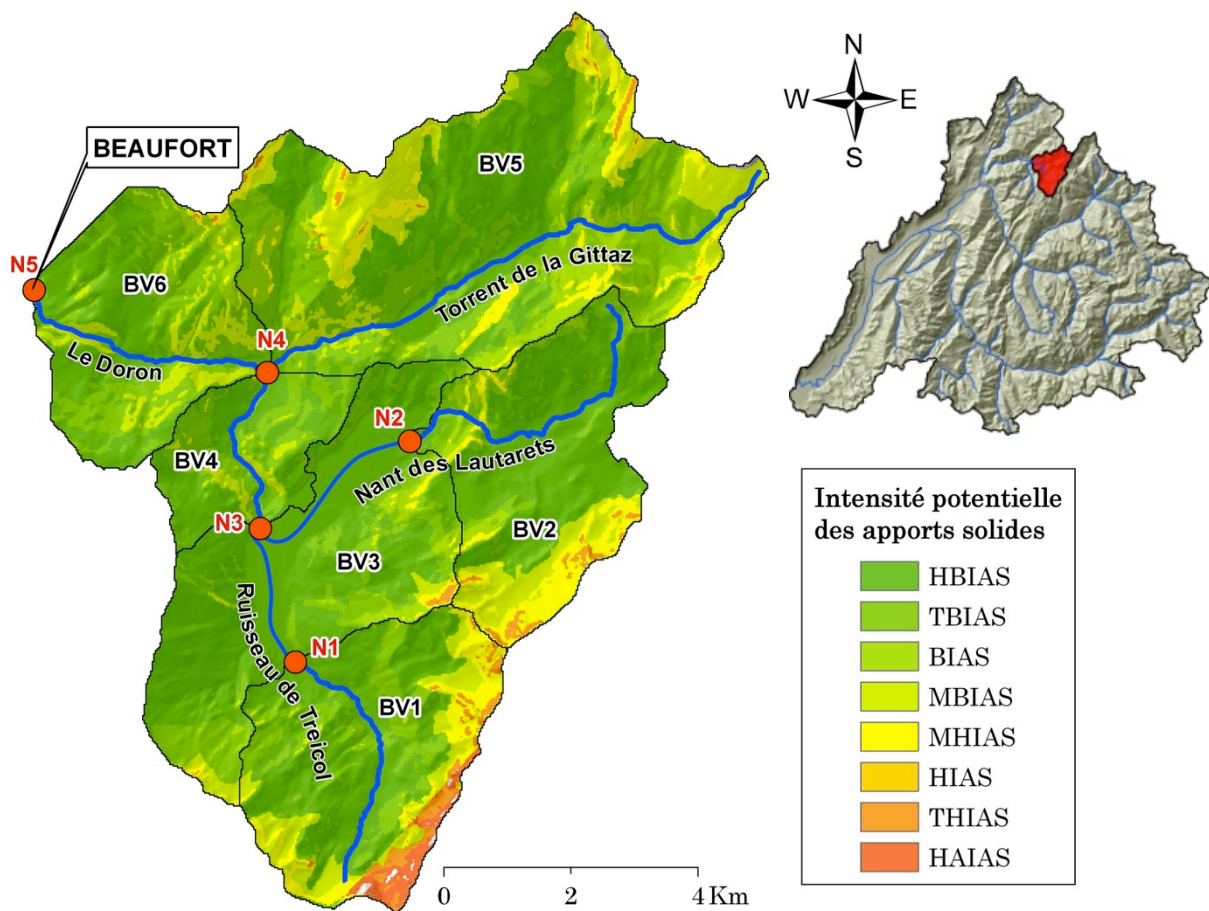 BEAUFORT
N
W
E
S
BV5
N5
BV6
Torrent de la Gittaz
Le Doron
N4
N2
BV4
Nant des Lautarets
N3
BV2
BV3
Ruisseau de Treicol
N1
BV1
0
2
4 Km
Intensité potentielle
des apports solides
HBIAS
TBIAS
BIAS
MBIAS
MHIAS
HIAS
THIAS
HAIAS